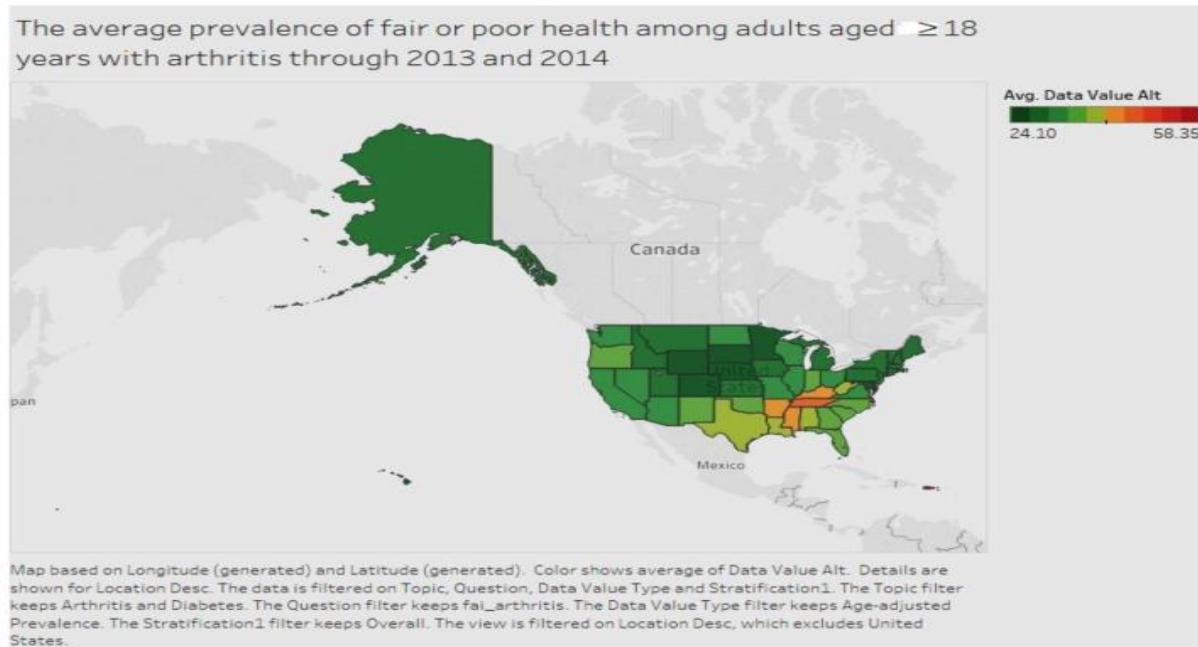 The average prevalence of fair or poor health among adults aged ≥ 18
years with arthritis through 2013 and 2014
Avg. Data Value Alt
24.10 58.35
Canada
United
States
pan
Mexico
Map based on Longitude (generated) and Latitude (generated). Color shows average of Data Value Alt. Details are
shown for Location Desc. The data is filtered on Topic, Question, Data Value Type and Stratification1. The Topic filter
keeps Arthritis and Diabetes. The Question filter keeps fai_arthritis. The Data Value Type filter keeps Age-adjusted
Prevalence. The Stratification1 filter keeps Overall. The view is filtered on Location Desc, which excludes United
States.